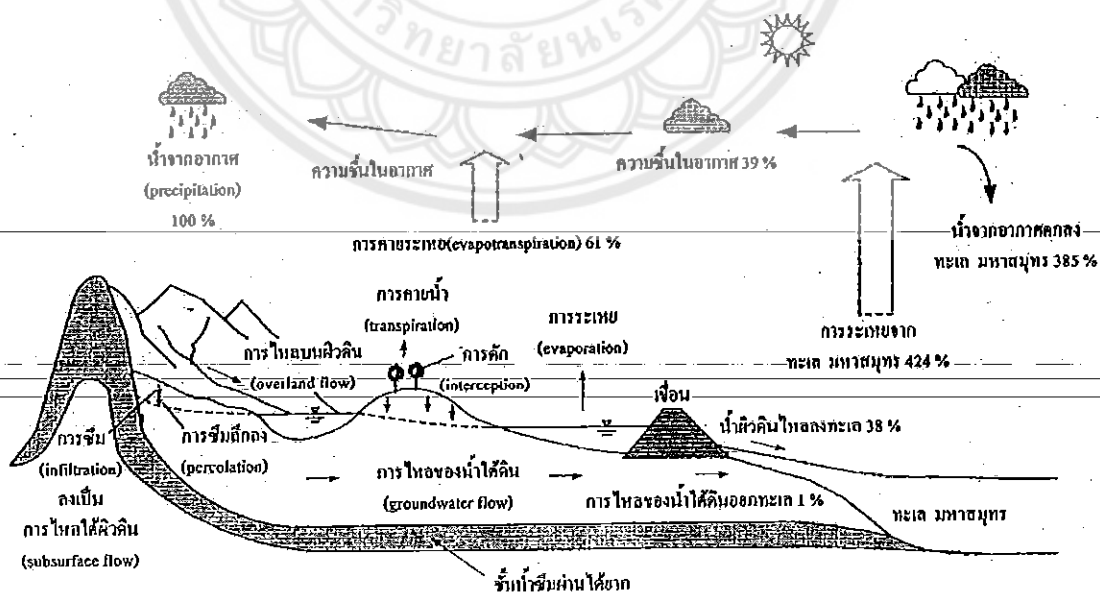 วิทยาลัยนเรศ
น้ำจากอากาศ
(precipitation)
100 %
ความชื้นในอากาศ
ความชื้นในอากาศ 39 %
น้ำจากอากาศตกลง
ทะเล มหาสมุทร 385 %
การคายระเหย(evapotranspiration) 61 %
การระเหยจาก
ทะเล มหาสมุทร 424 %
การคายน้ำ
(transpiration)
การระเหย
(evaporation)
การไหลบนผิวดิน
(overland flow)
การดัก
(interception)
เขื่อน
น้ำผิวดินไหลลงทะเล 38 %
การซึม
(infiltration)
ลงเป็น
การไหลใต้ผิวดิน
(subsurface flow)
การซึมลึกลง
(percolation)
การไหลของน้ำใต้ดิน
(groundwater flow)
การไหลของน้ำใต้ดินออกทะเล 1 %
ทะเล มหาสมุทร
ชั้นน้ำซึมผ่านได้ยาก